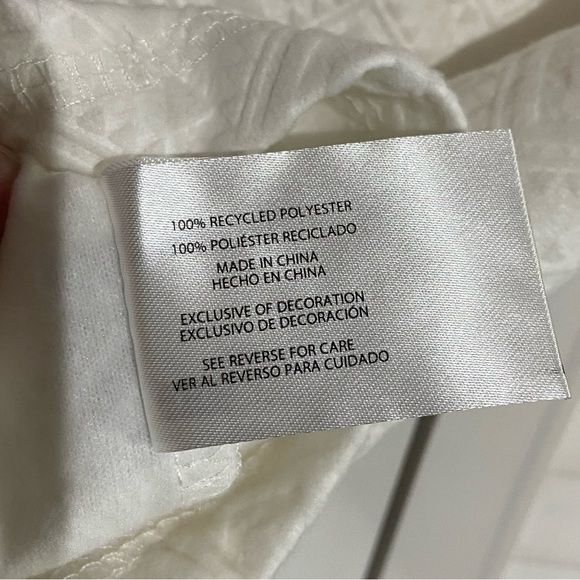 100% RECYCLED POLYESTER
100% POLIÉSTER RECICLADO
MADE IN CHINA
HECHO EN CHINA
EXCLUSIVE OF DECORATION
EXCLUSIVO DE DECORACIÓN
SEE REVERSE FOR CARE
VER AL REVERSO PARA CUIDADO